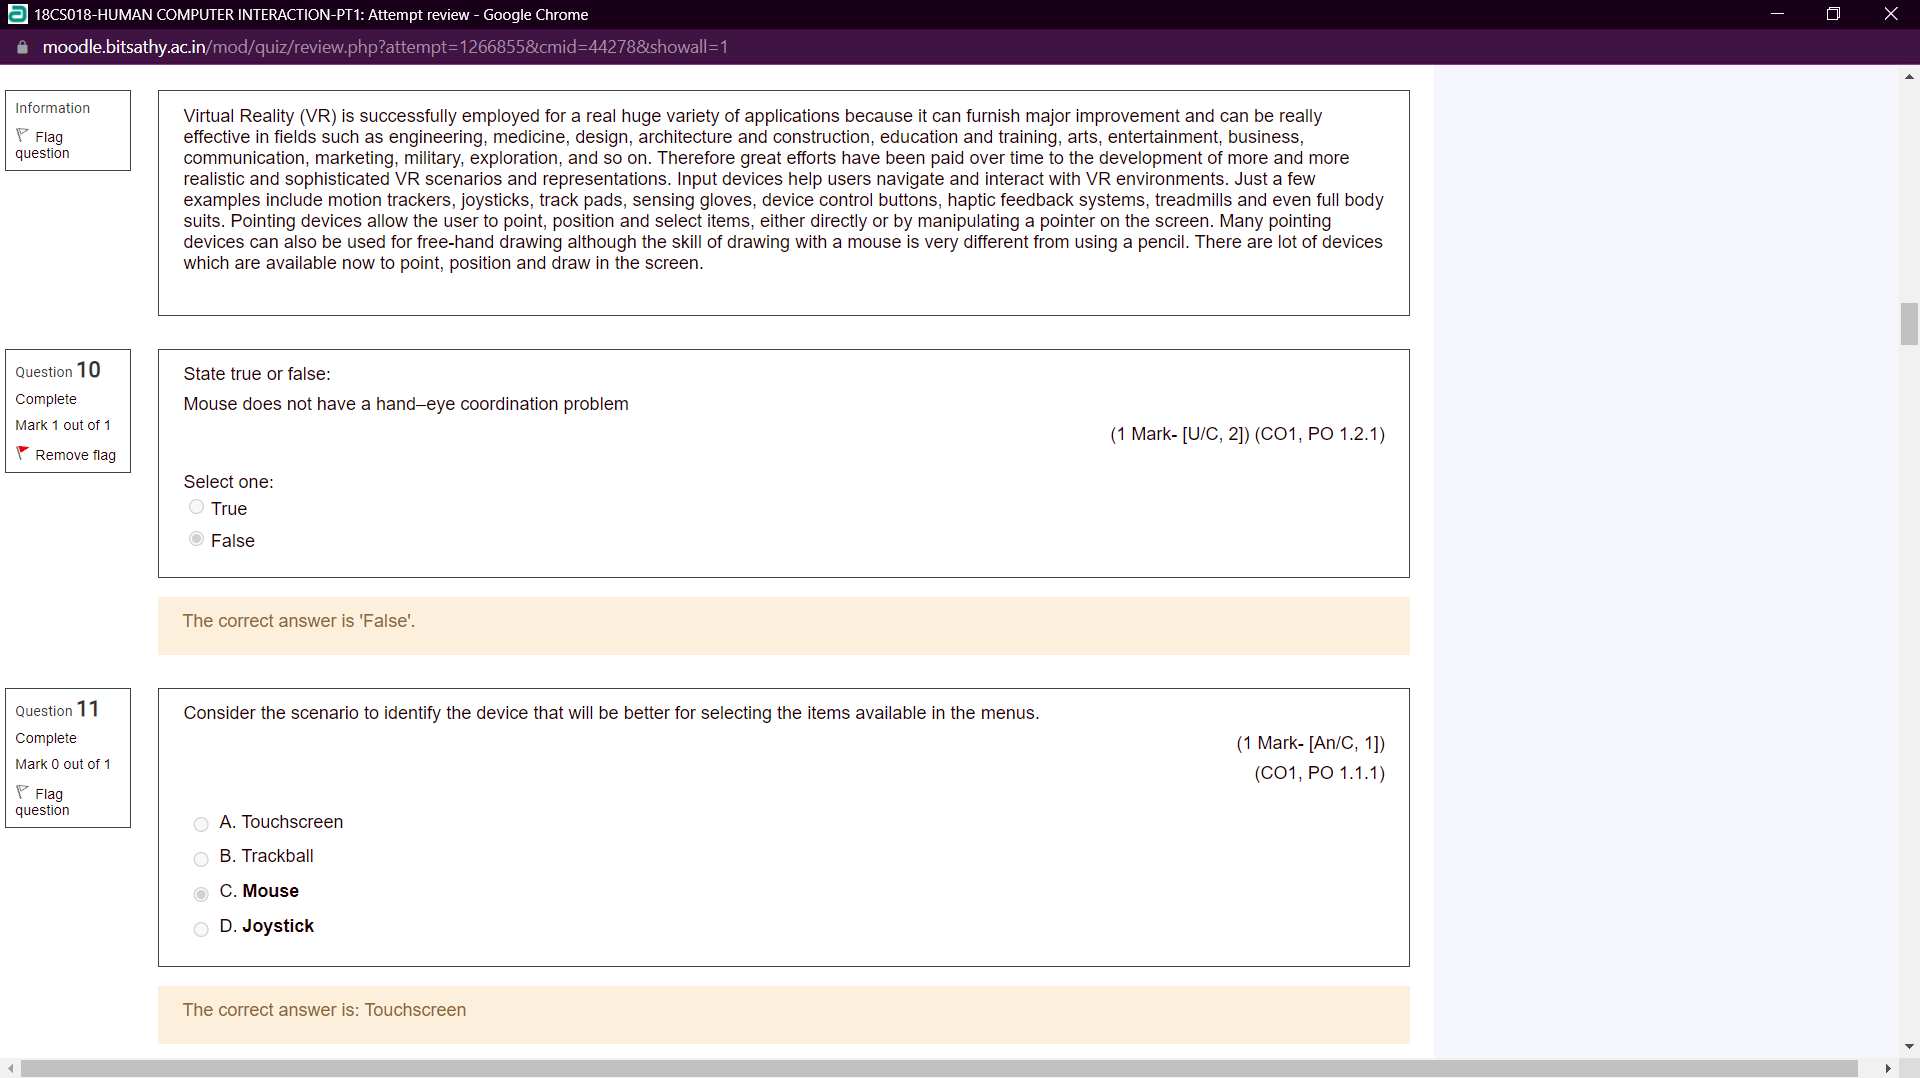 18CS018-HUMAN COMPUTER INTERACTION-PT1: Attempt review - Google Chrome
moodle.bitsathy.ac.in/mod/quiz/review.php?attempt=1266855&cmid=44278&showall=1
Information
Flag
question
Virtual Reality (VR) is successfully employed for a real huge variety of applications because it can furnish major improvement and can be really
effective in fields such as engineering, medicine, design, architecture and construction, education and training, arts, entertainment, business,
communication, marketing, military, exploration, and so on. Therefore great efforts have been paid over time to the development of more and more
realistic and sophisticated VR scenarios and representations. Input devices help users navigate and interact with VR environments. Just a few
examples include motion trackers, joysticks, track pads, sensing gloves, device control buttons, haptic feedback systems, treadmills and even full body
suits. Pointing devices allow the user to point, position and select items, either directly or by manipulating a pointer on the screen. Many pointing
devices can also be used for free-hand drawing although the skill of drawing with a mouse is very different from using a pencil. There are lot of devices
which are available now to point, position and draw in the screen.
Question 10
Complete
Mark 1 out of 1
Remove flag
State true or false:
Mouse does not have a hand–eye coordination problem
(1 Mark- [U/C, 2]) (CO1, PO 1.2.1)
Select one:
True
False
The correct answer is 'False'.
Question 11
Complete
Mark 0 out of 1
Flag
question
Consider the scenario to identify the device that will be better for selecting the items available in the menus.
(1 Mark- [An/C, 1])
(CO1, PO 1.1.1)
A. Touchscreen
B. Trackball
C. Mouse
D. Joystick
The correct answer is: Touchscreen